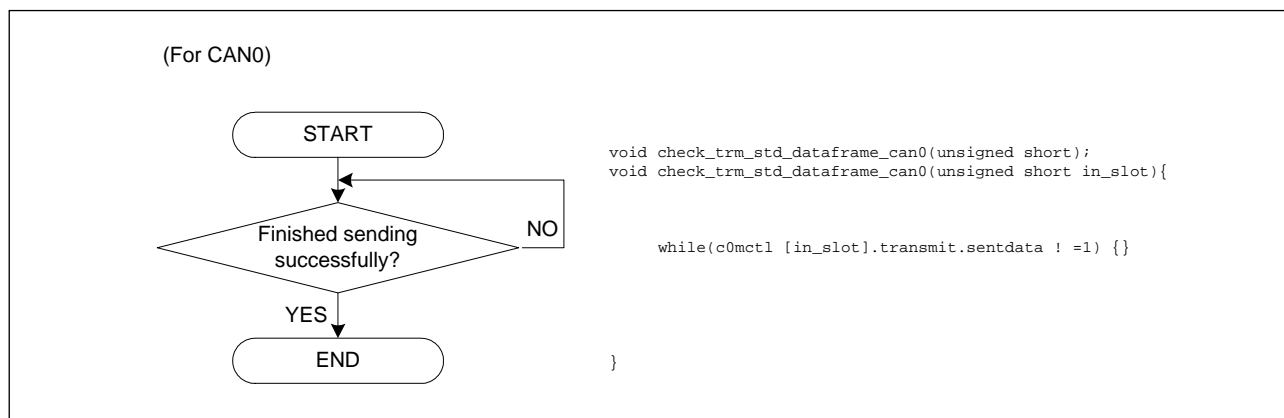 (For CAN0)
START
Finished sending
successfully?
NO
YES
END
void check_trm_std_dataframe_can0(unsigned short);
void check_trm_std_dataframe_can0(unsigned short in_slot){
while(c0mctl [in_slot].transmit.sentdata ! =1) {}
}